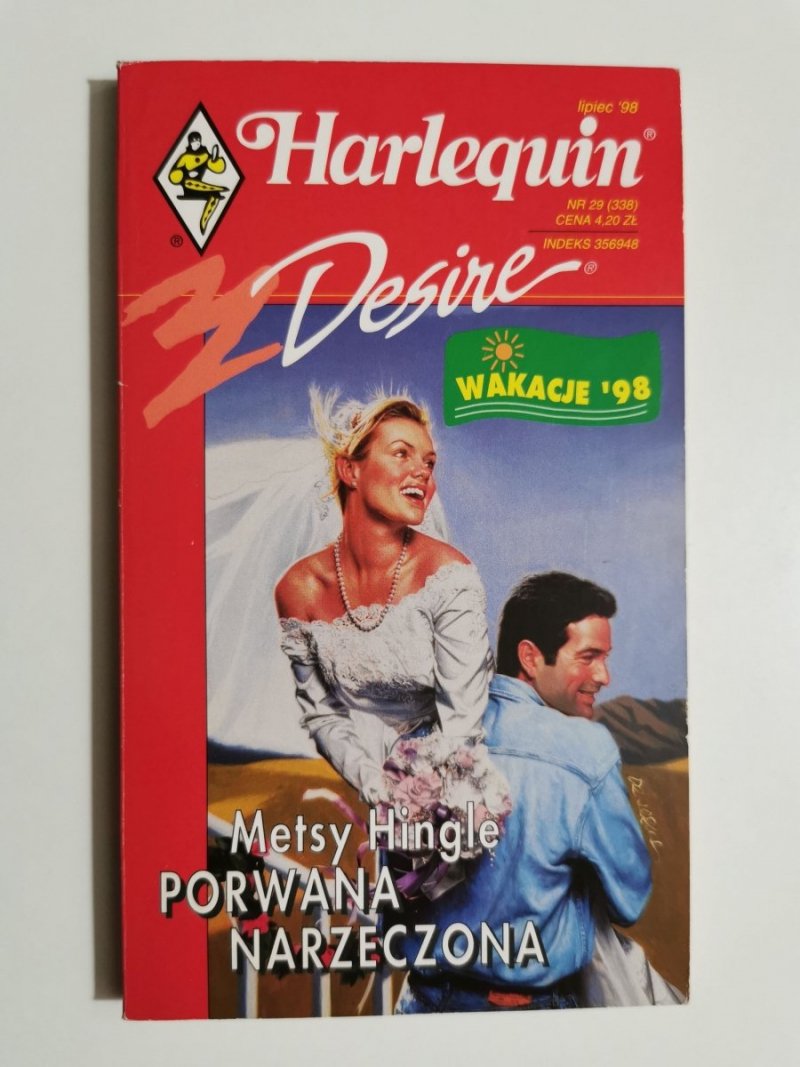 lipiec '98
Harlequin®
NR 29 (338)
CENA 4,20 ZŁ
INDEKS 356948
®
Desire®
WAKACJE '98
Metsy Hingle
PORWANA
NARZECZONA